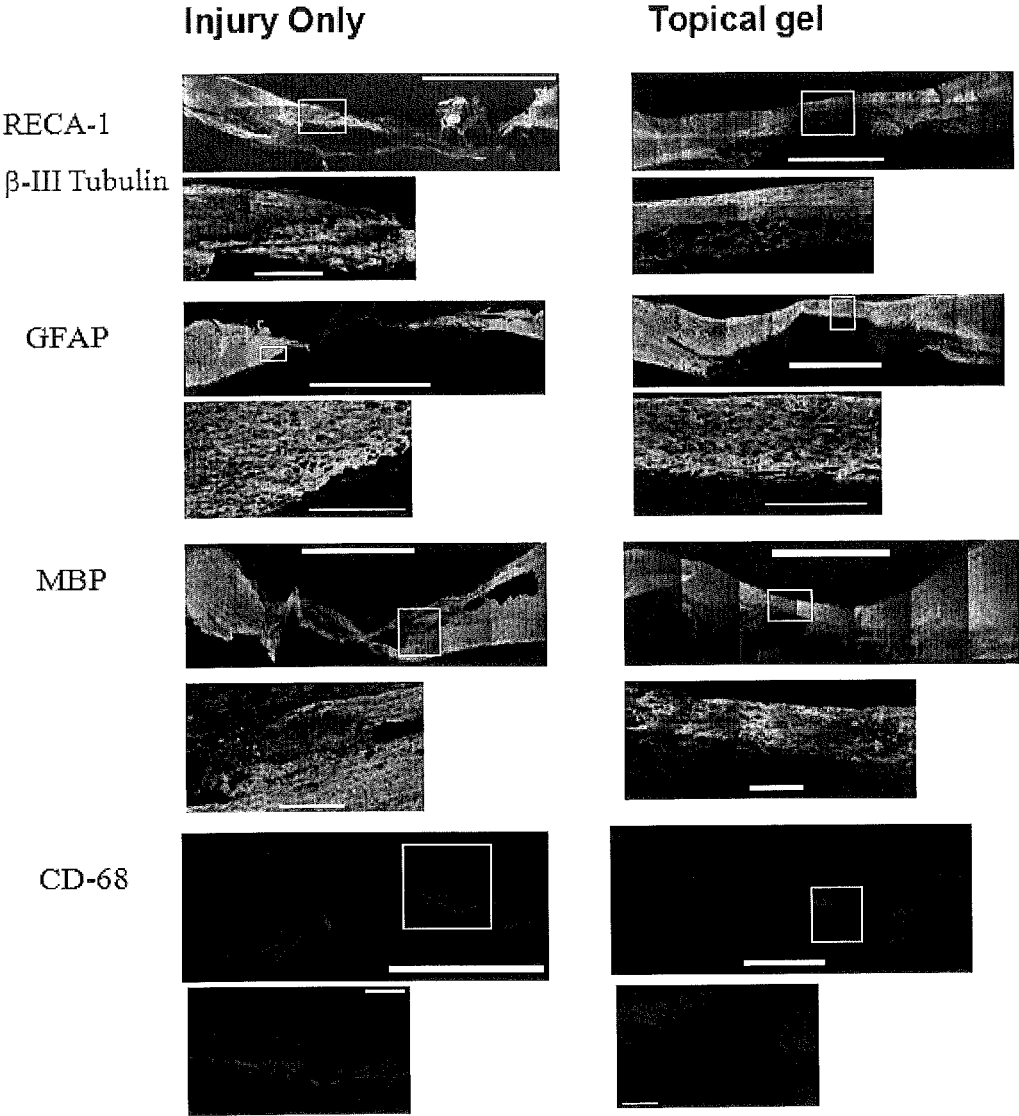 Injury Only
Topical gel
RECA-1
β-III Tubulin
GFAP
MBP
CD-68